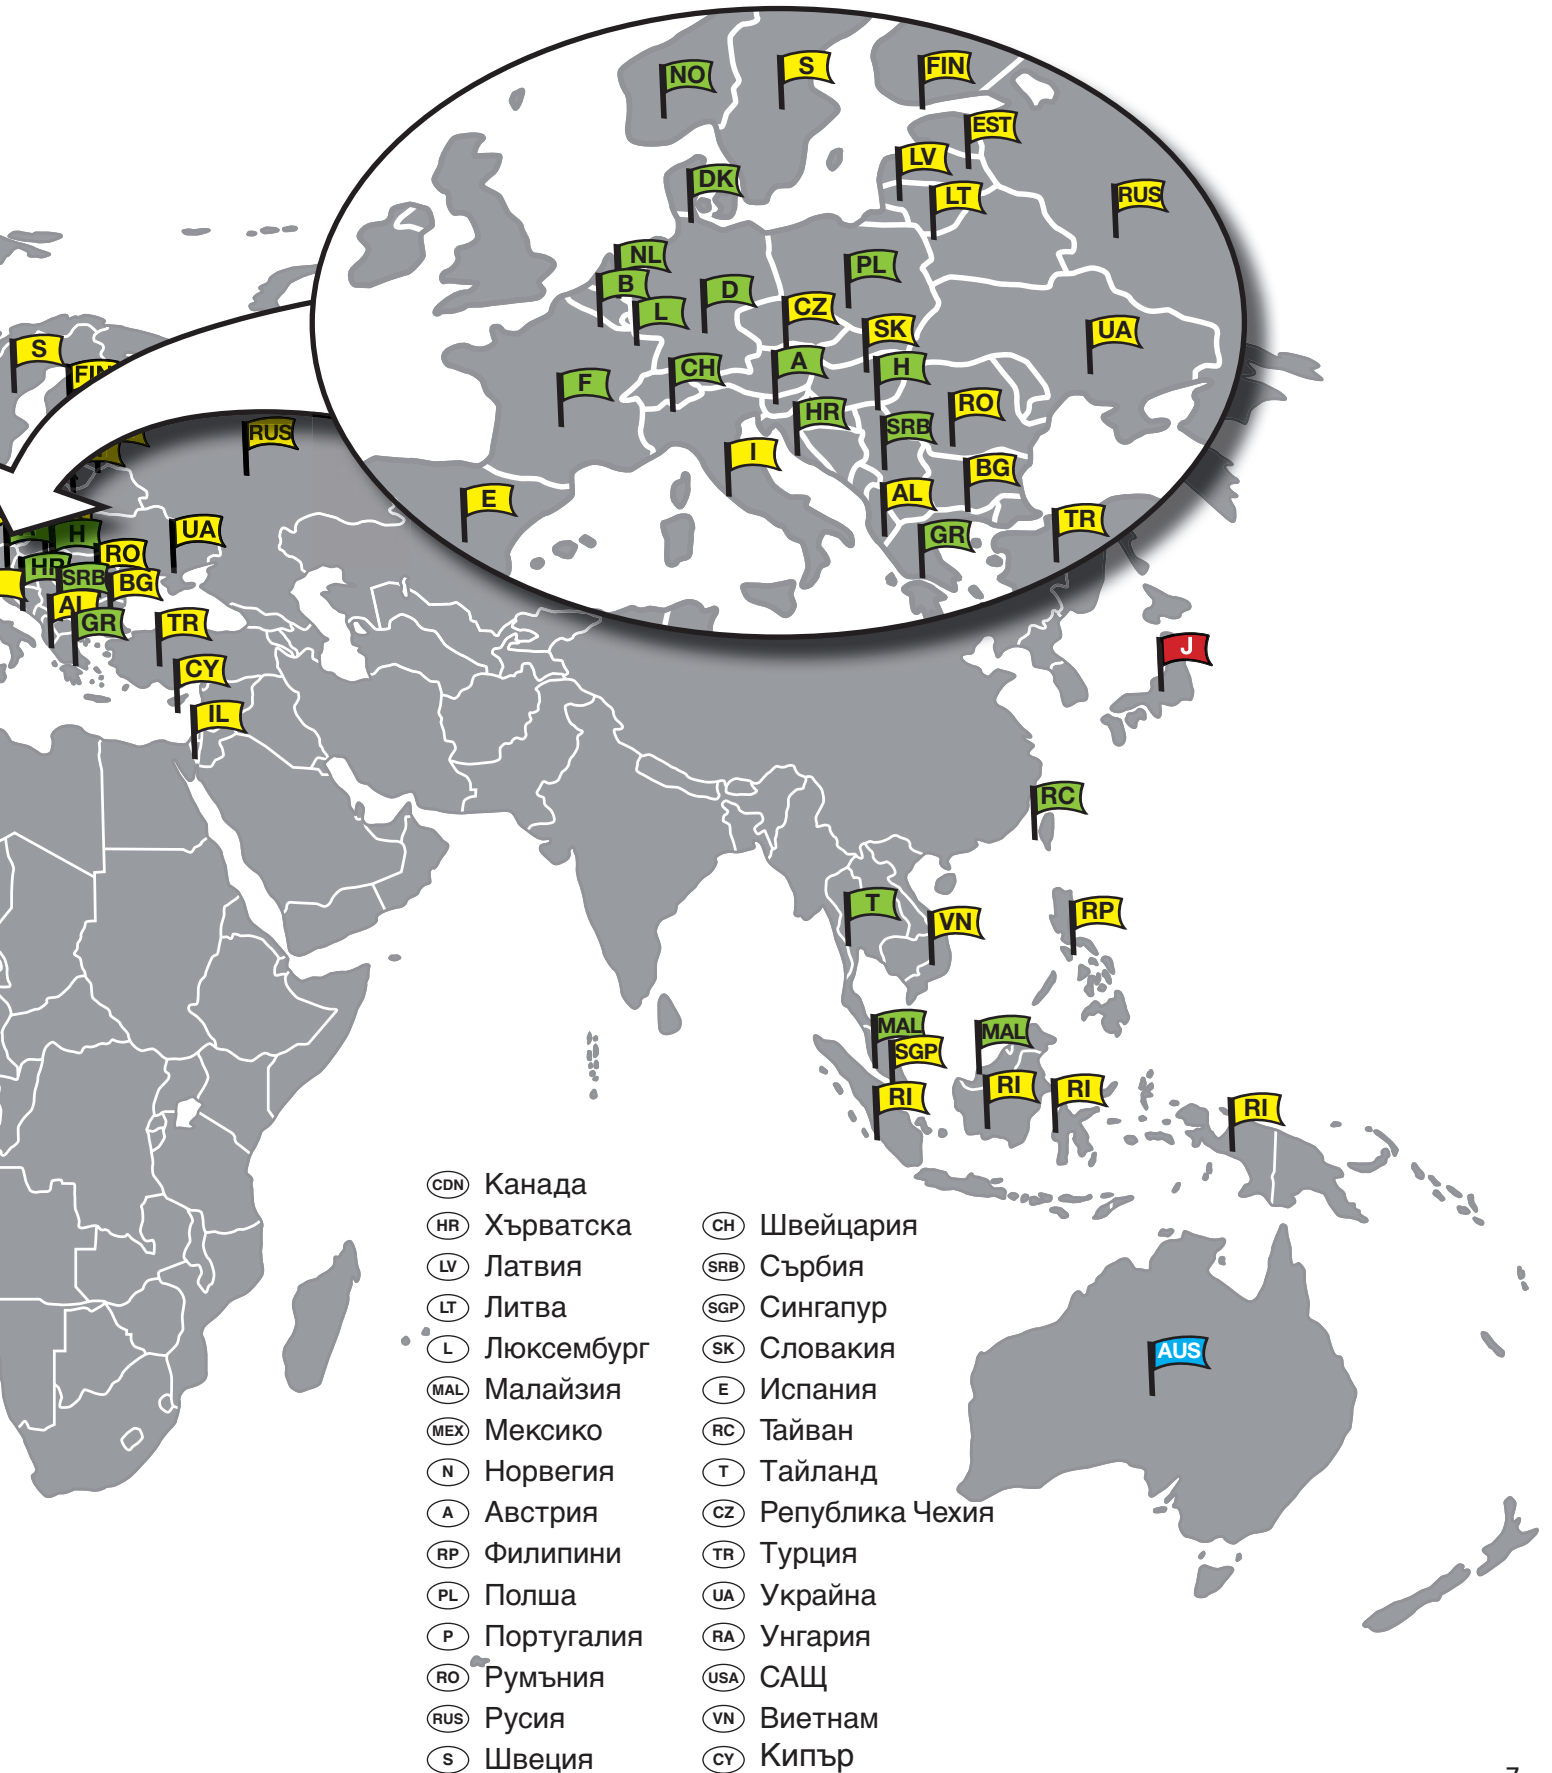 NO
S
FIN
EST
LV
LT
RUS
DK
NL
B
L
D
PL
CZ
SK
UA
A
H
CH
F
HR
SRB
RO
I
BG
E
AL
GR
TR
S
FIN
RUS
H
UA
RO
HR
SRB
BG
AL
GR
TR
CY
IL
J
RC
T
VN
RP
MAL
MAL
SGP
RI
RI
RI
RI
AUS
CDN Канада
HR Хърватска
LV Латвия
LT Литва
L Люксембург
MAL Малайзия
MEX Мексико
N Норвегия
A Австрия
RP Филипини
PL Полша
P Португалия
RO Румъния
RUS Русия
S Швеция
CH Швейцария
SRB Сърбия
SGP Сингапур
SK Словакия
E Испания
RC Тайван
T Тайланд
CZ Република Чехия
TR Турция
UA Украйна
RA Унгария
USA САЩ
VN Виетнам
CY Кипър
7